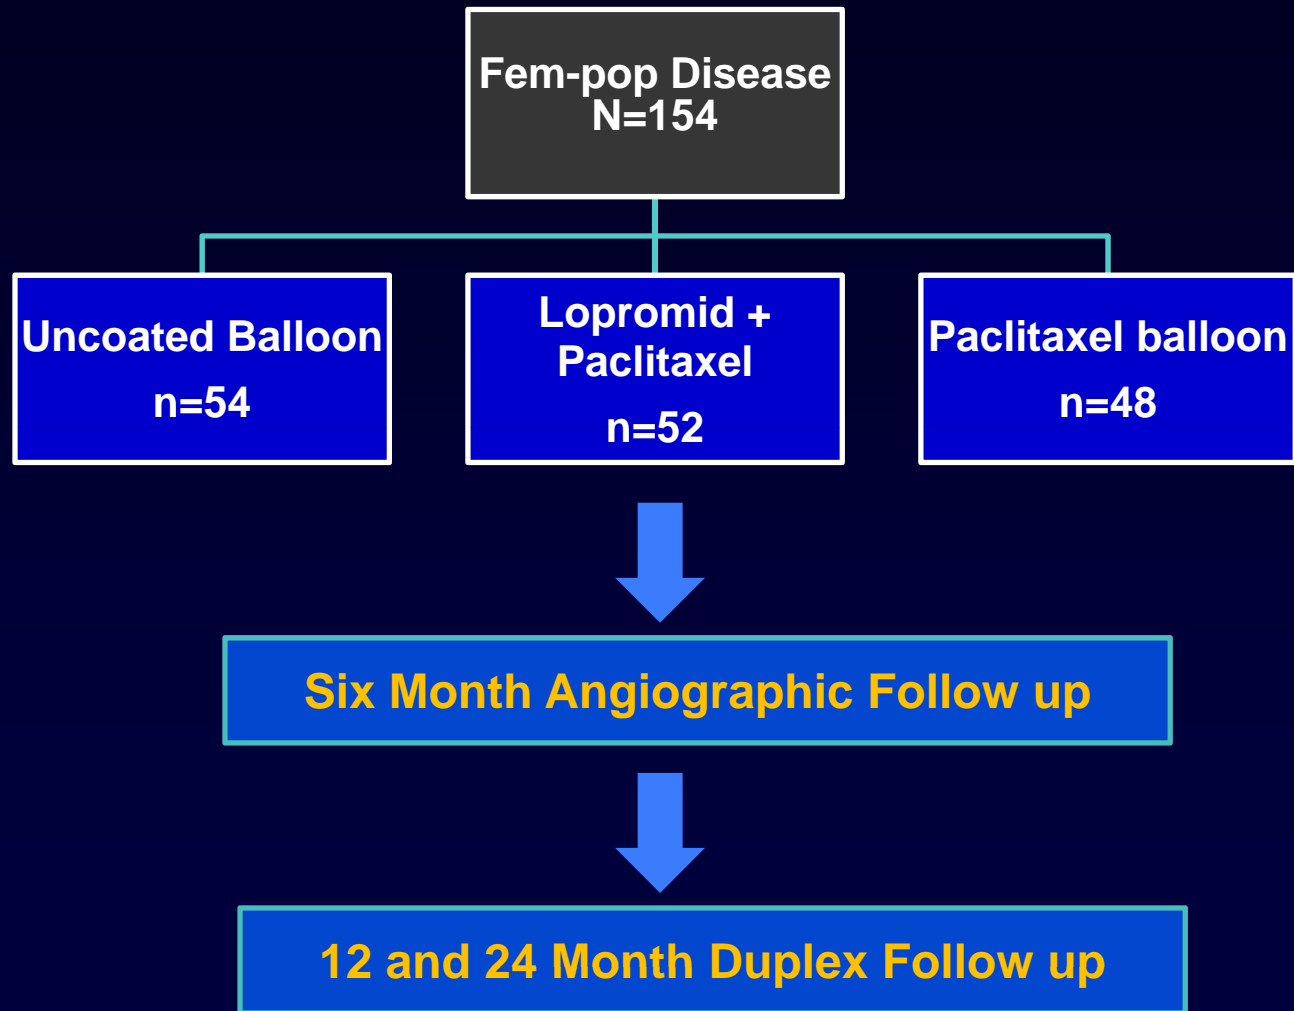 Fem-pop Disease
N=154
Uncoated Balloon
n=54
Lopromid +
Paclitaxel
n=52
Paclitaxel balloon
n=48
Six Month Angiographic Follow up
12 and 24 Month Duplex Follow up